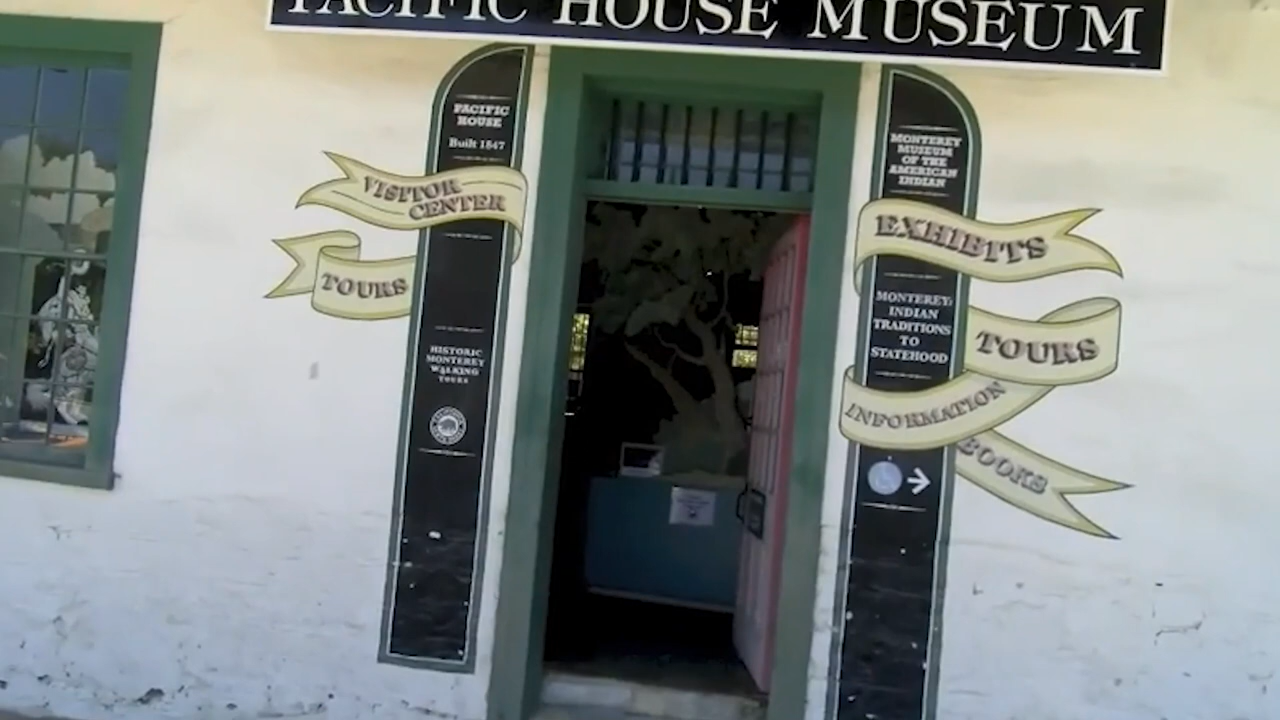 PACIFIC HOUSE MUSEUM
PACIFIC
HOUSE
Built 1847
VISITOR
CENTER
TOURS
HISTORIC
MONTEREY
WALKING
TOURS
MONTEREY
MUSEUM
OF THE
AMERICAN
INDIAN
EXHIBITS
MONTEREY:
INDIAN
TRADITIONS
TO
STATEHOOD
TOURS
INFORMATION
BOOKS